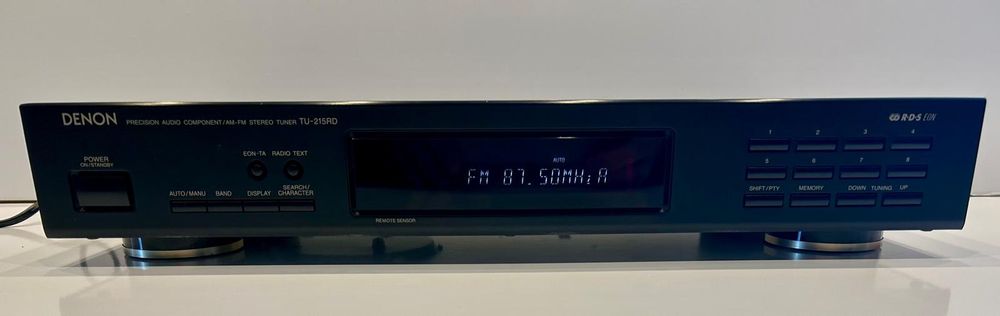 DENON PRECISION AUDIO COMPONENT/AM-FM STEREO TUNER TU-215RD
R·D·S EON
POWER
ON/STANDBY
EON·TA RADIO TEXT
AUTO/MANU BAND DISPLAY SEARCH/
CHARACTER
AUTO
FM 87.50MHz A
REMOTE SENSOR
1 2 3 4
5 6 7 8
SHIFT/PTY MEMORY DOWN TUNING UP